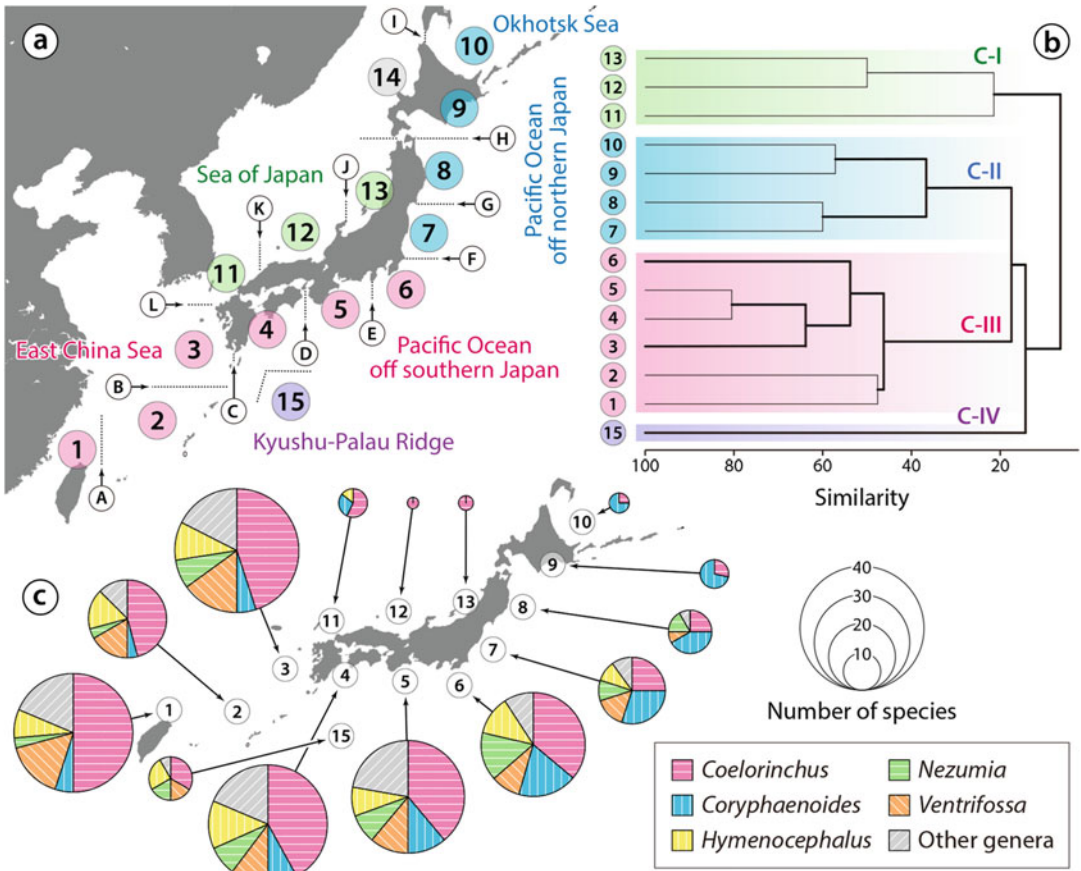 a
I
Okhotsk Sea
10
14
9
H
Pacific Ocean
off northern Japan
J
Sea of Japan
13
8
K
G
12
7
F
11
6
L
5
E
4
D
East China Sea
3
Pacific Ocean
off southern Japan
B
C
15
2
Kyushu-Palau Ridge
1
A
b
13
C-I
12
11
10
C-II
9
8
7
6
5
4
C-III
3
2
1
C-IV
15
100 80 60 40 20
Similarity
c
10
9
13
12
11
8
7
3
4
5
6
1
2
15
40
30
20
10
Number of species
Coelorinchus
Nezumia
Coryphaenoides
Ventrifossa
Hymenocephalus
Other genera